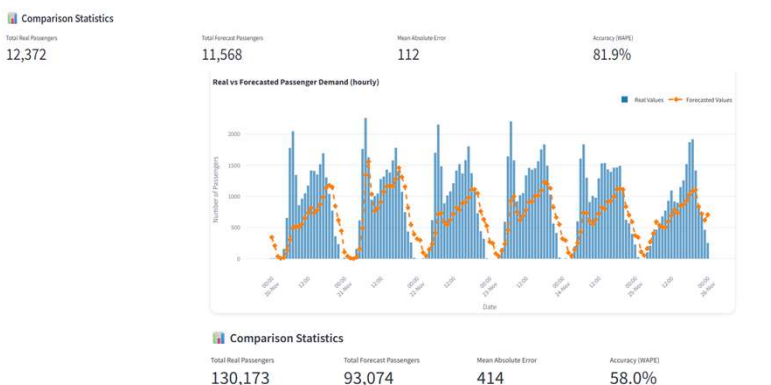 Comparison Statistics
Total Real Passengers Total Forecast Passengers Mean Absolute Error Accuracy (WAPE)
12,372 11,568 112 81.9%
Real vs Forecasted Passenger Demand (hourly)
Real Values Forecasted Values
Number of Passengers
2000
1500
1000
500
0
00:00 20-Nov 12:00 00:00 21-Nov 12:00 00:00 22-Nov 12:00 00:00 23-Nov 12:00 00:00 24-Nov 12:00 00:00 25-Nov 12:00 00:00 26-Nov
Date
Comparison Statistics
Total Real Passengers Total Forecast Passengers Mean Absolute Error Accuracy (WAPE)
130,173 93,074 414 58.0%